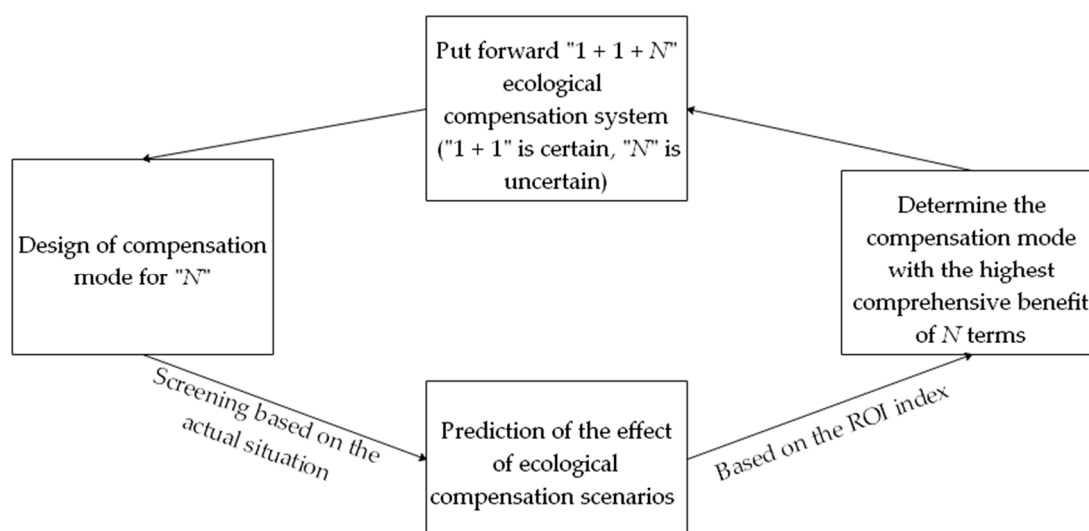 Put forward "1 + 1 + N"
ecological
compensation system
("1 + 1" is certain, "N" is
uncertain)
Design of compensation
mode for "N"
Determine the
compensation mode
with the highest
comprehensive benefit
of N terms
Screening based on the
actual situation
Prediction of the effect
of ecological
compensation scenarios
Based on the ROI index